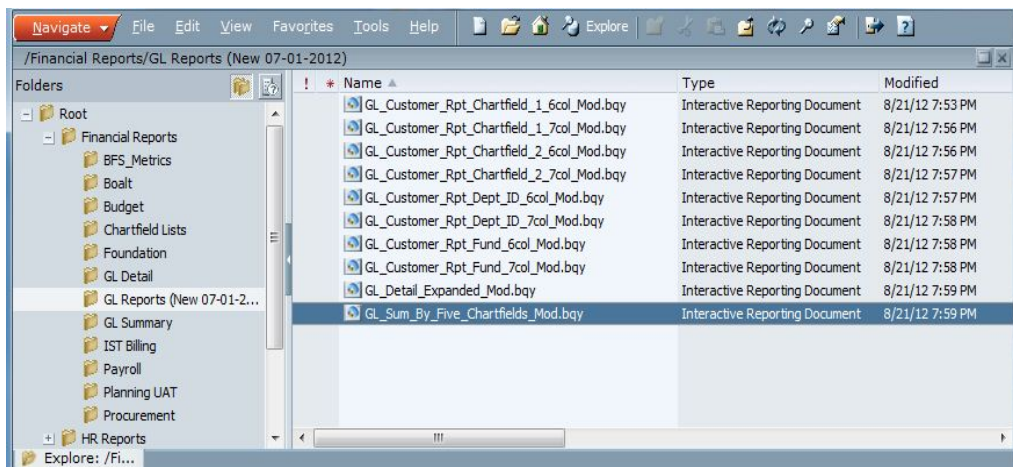 Navigate File Edit View Favorites Tools Help Explore
/Financial Reports/GL Reports (New 07-01-2012)
Folders
Root
Financial Reports
BFS_Metrics
Boalt
Budget
Chartfield Lists
Foundation
GL Detail
GL Reports (New 07-01-2...
GL Summary
IST Billing
Payroll
Planning UAT
Procurement
HR Reports
! * Name Type Modified
GL_Customer_Rpt_Chartfield_1_6col_Mod.bqy Interactive Reporting Document 8/21/12 7:53 PM
GL_Customer_Rpt_Chartfield_1_7col_Mod.bqy Interactive Reporting Document 8/21/12 7:56 PM
GL_Customer_Rpt_Chartfield_2_6col_Mod.bqy Interactive Reporting Document 8/21/12 7:56 PM
GL_Customer_Rpt_Chartfield_2_7col_Mod.bqy Interactive Reporting Document 8/21/12 7:57 PM
GL_Customer_Rpt_Dept_ID_6col_Mod.bqy Interactive Reporting Document 8/21/12 7:57 PM
GL_Customer_Rpt_Dept_ID_7col_Mod.bqy Interactive Reporting Document 8/21/12 7:58 PM
GL_Customer_Rpt_Fund_6col_Mod.bqy Interactive Reporting Document 8/21/12 7:58 PM
GL_Customer_Rpt_Fund_7col_Mod.bqy Interactive Reporting Document 8/21/12 7:58 PM
GL_Detail_Expanded_Mod.bqy Interactive Reporting Document 8/21/12 7:59 PM
GL_Sum_By_Five_Chartfields_Mod.bqy Interactive Reporting Document 8/21/12 7:59 PM
Explore: /Fi...